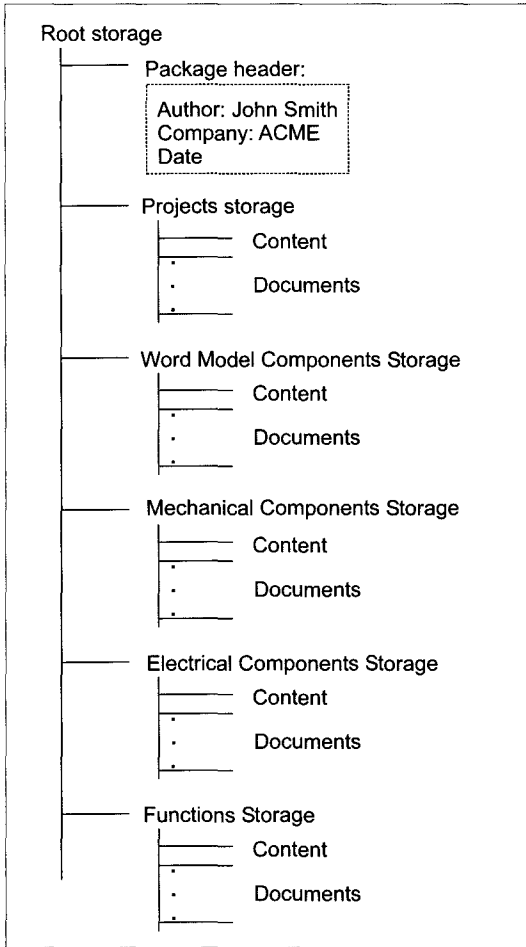 Root storage
Package header:
Author: John Smith
Company: ACME
Date
Projects storage
Content
Documents
Word Model Components Storage
Content
Documents
Mechanical Components Storage
Content
Documents
Electrical Components Storage
Content
Documents
Functions Storage
Content
Documents